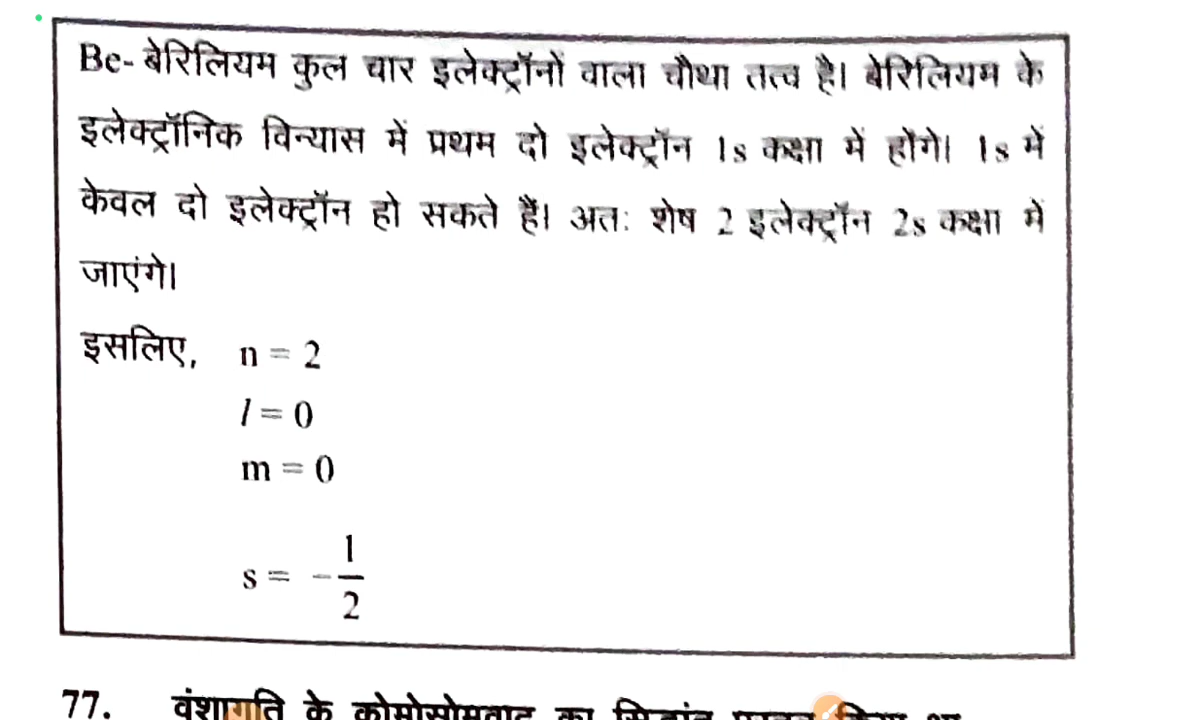 Be- बेरिलियम कुल चार इलेक्ट्रॉनों वाला चौथा तत्व है। बेरिलियम के
इलेक्ट्रॉनिक विन्यास में प्रथम दो इलेक्ट्रॉन 1s कक्षा में होंगे। 1s में
केवल दो इलेक्ट्रॉन हो सकते हैं। अतः शेष 2 इलेक्ट्रॉन 2s कक्षा में
जाएंगे।
इसलिए, n = 2
l = 0
m = 0
s = -1/2
77. वंशागति के क्रोमोसोमवाद का सिद्धांत